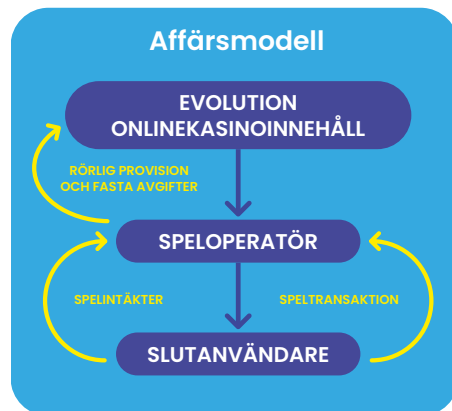 Affärsmodell
EVOLUTION
ONLINEKASINOINNEHÅLL
RÖRLIG PROVISION
OCH FASTA AVGIFTER
SPELOPERATÖR
SPELINTÄKTER
SPELTRANSAKTION
SLUTANVÄNDARE